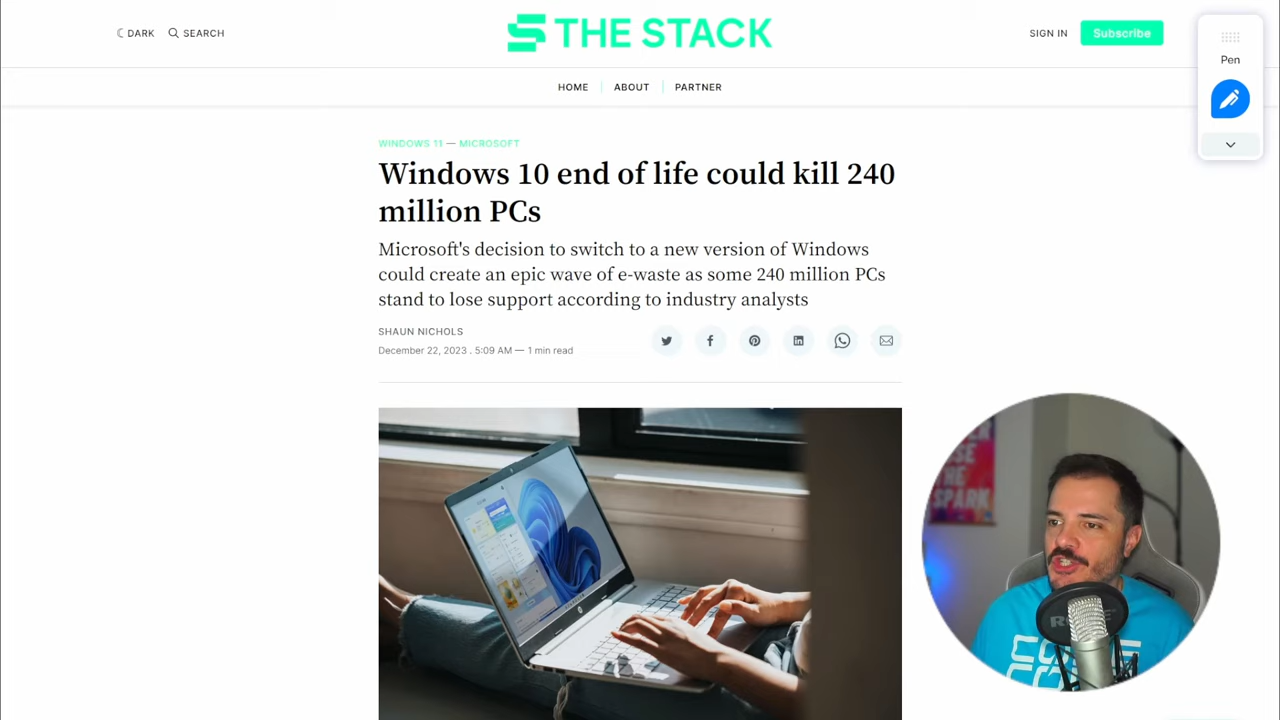 DARK
SEARCH
THE STACK
SIGN IN
Subscribe
Pen
HOME
ABOUT
PARTNER
WINDOWS 11 — MICROSOFT
Windows 10 end of life could kill 240
million PCs
Microsoft's decision to switch to a new version of Windows
could create an epic wave of e-waste as some 240 million PCs
stand to lose support according to industry analysts
SHAUN NICHOLS
December 22, 2023 . 5:09 AM — 1 min read
SPARK